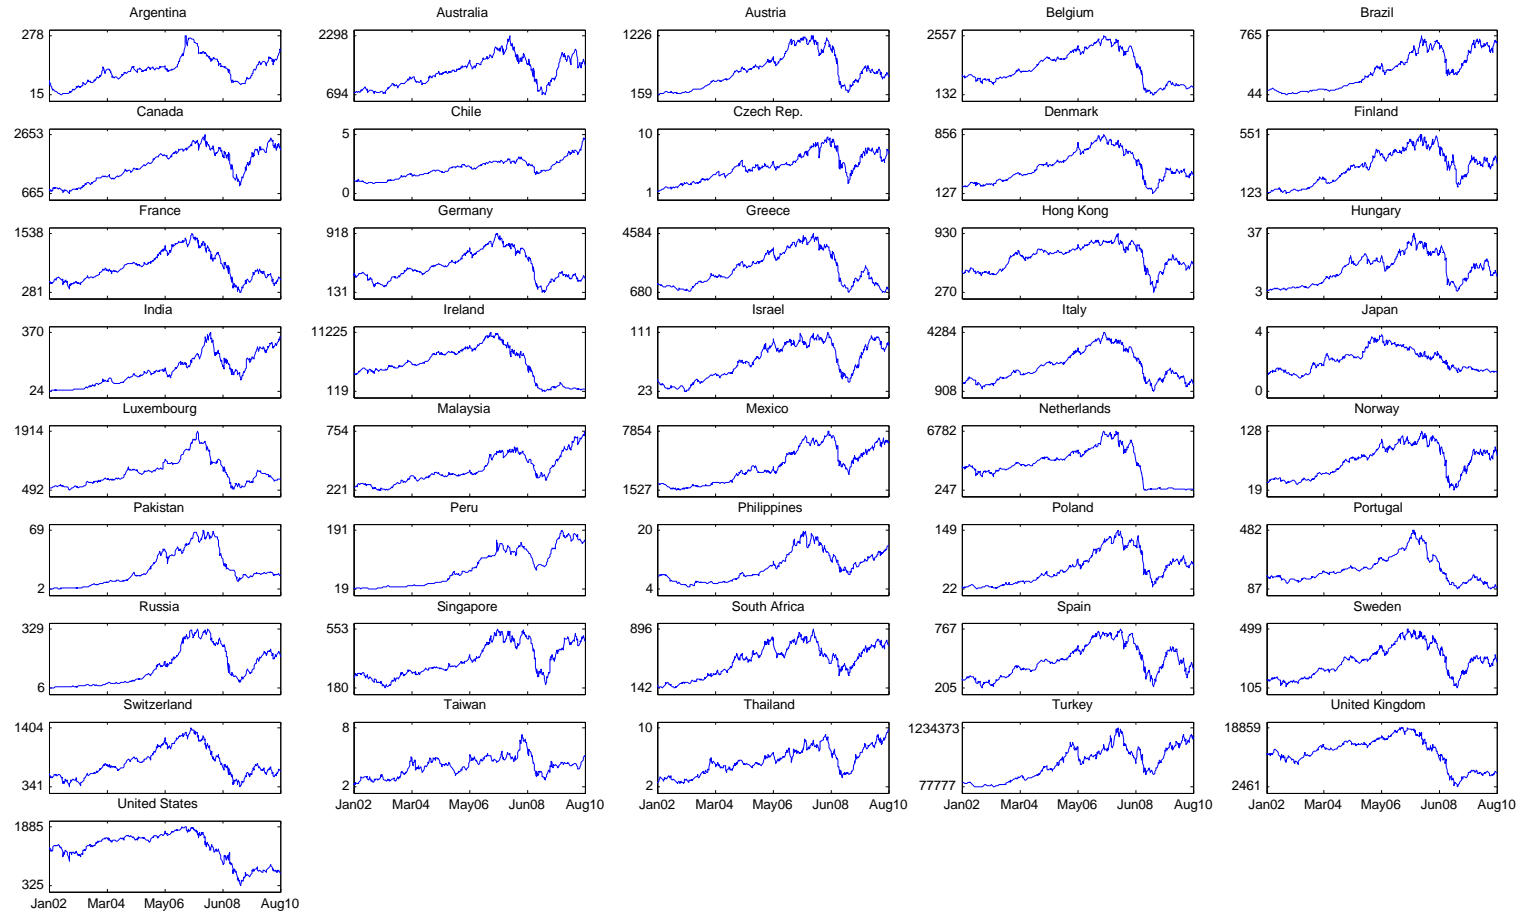 Argentina Australia Austria Belgium Brazil
278 2298 1226 2557 765
15 694 159 132 44
Canada Chile Czech Rep. Denmark Finland
2653 5 10 856 551
665 0 1 127 123
France Germany Greece Hong Kong Hungary
1538 918 4584 930 37
281 131 680 270 3
India Ireland Israel Italy Japan
370 11225 111 4284 4
24 119 23 908 0
Luxembourg Malaysia Mexico Netherlands Norway
1914 754 7854 6782 128
492 221 1527 247 19
Pakistan Peru Philippines Poland Portugal
69 191 20 149 482
2 19 4 22 87
Russia Singapore South Africa Spain Sweden
329 553 896 767 499
6 180 142 205 105
Switzerland Taiwan Thailand Turkey United Kingdom
1404 8 10 1234373 18859
341 2 2 77777 2461
Jan02 Mar04 May06 Jun08 Aug10 Jan02 Mar04 May06 Jun08 Aug10 Jan02 Mar04 May06 Jun08 Aug10 Jan02 Mar04 May06 Jun08 Aug10
United States
1885
325
Jan02 Mar04 May06 Jun08 Aug10